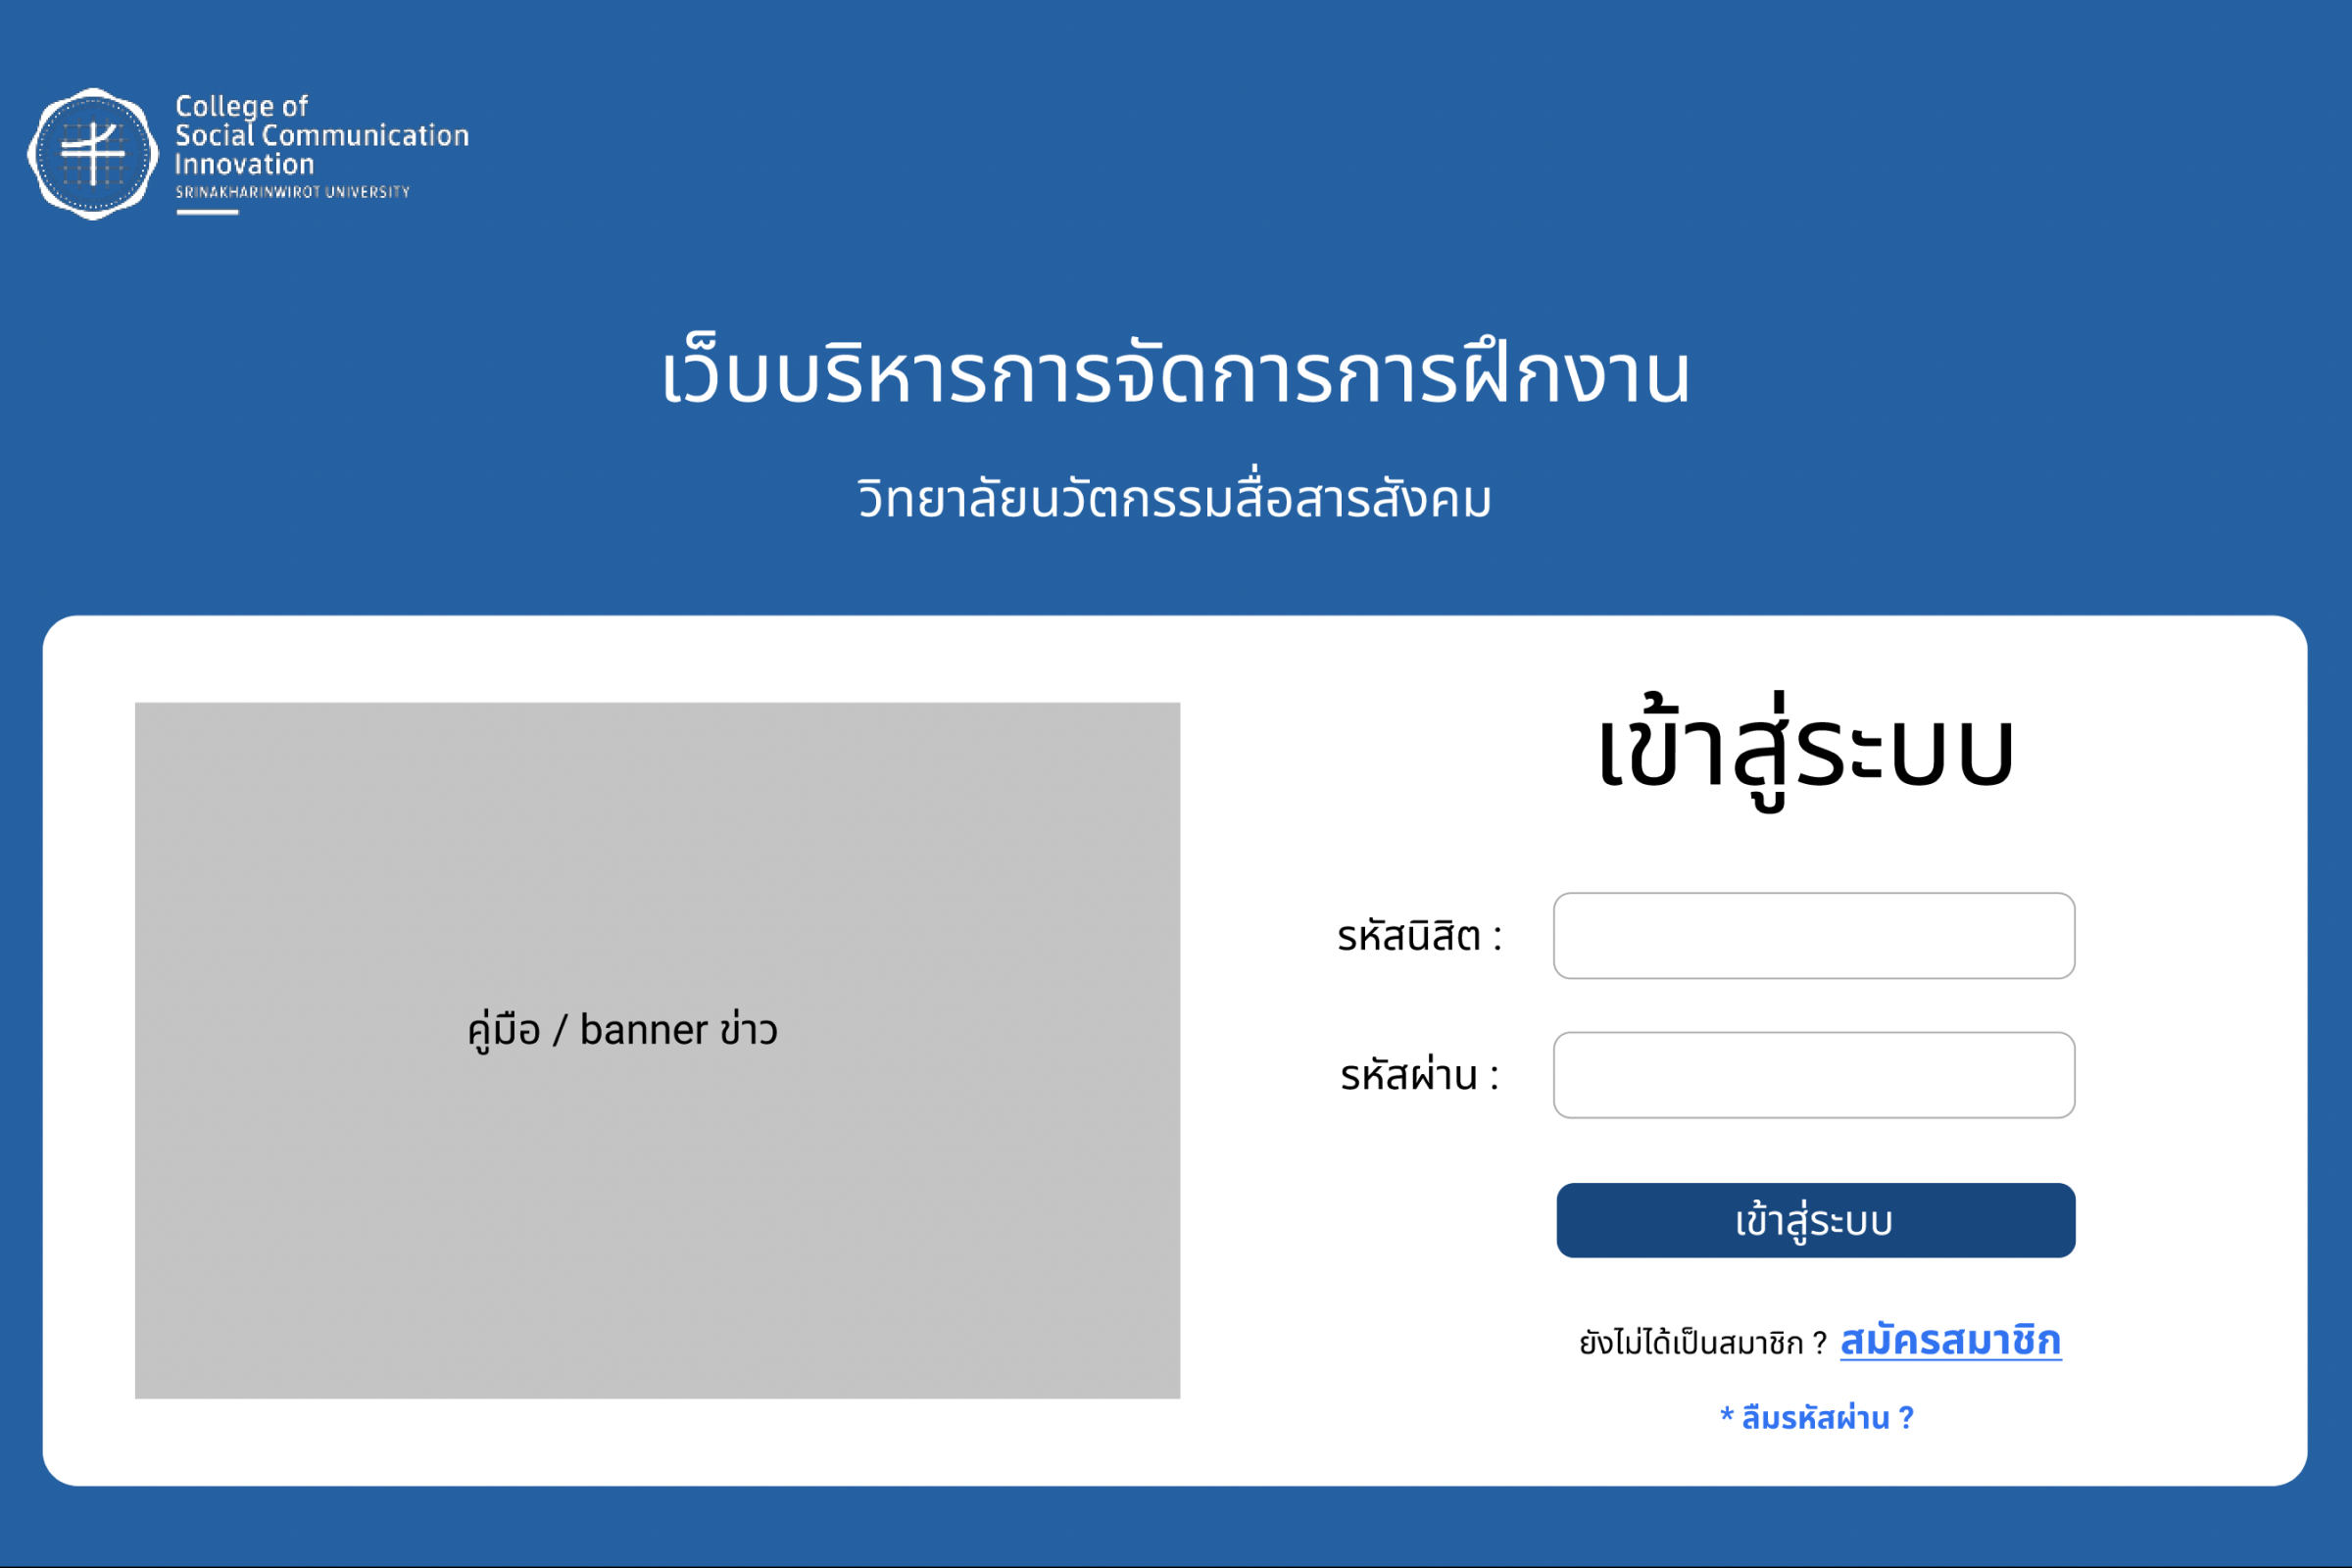 College of
Social Communication
Innovation
SRINAKHARINWIROT UNIVERSITY
เว็บบริหารการจัดการการฝึกงาน
วิทยาลัยนวัตกรรมสื่อสารสังคม
คู่มือ / banner ข่าว
เข้าสู่ระบบ
รหัสนิสิต :
รหัสผ่าน :
เข้าสู่ระบบ
ยังไม่ได้เป็นสมาชิก ? สมัครสมาชิก
* ลืมรหัสผ่าน ?